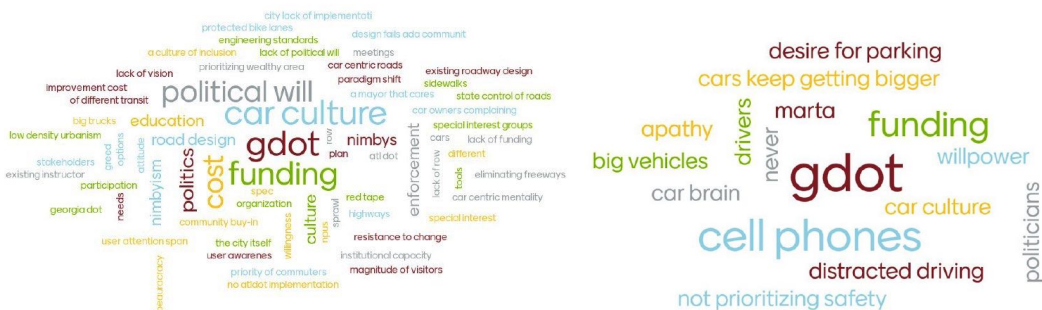 city lack of implementati
protected bike lanes
design fails ada communit
engineering standards
a culture of inclusion
lack of political will
meetings
prioritizing wealthy area
car centric roads
lack of vision
paradigm shift
existing roadway design
improvement cost
political will
sidewalks
of different transit
a mayor that cares
state control of roads
car culture
big trucks
education
car owners complaining
special interest groups
low density urbanism
road design
gdot
row
nimbys
cars
lack of funding
greed
options
attitude
plan
atl dot
different
stakeholders
existing instructor
nimbyism
politics
cost
funding
enforcement
lack of row
tools
eliminating freeways
participation
spec
organization
red tape
car centric mentality
georgia dot
needs
community buy-in
willingness
culture
npus
sprawl
highways
special interest
user attention span
the city itself
user awarenes
resistance to change
institutional capacity
priority of commuters
magnitude of visitors
no atldot implementation
desire for parking
cars keep getting bigger
drivers
marta
apathy
funding
big vehicles
never
willpower
gdot
car brain
car culture
cell phones
politicians
distracted driving
not prioritizing safety